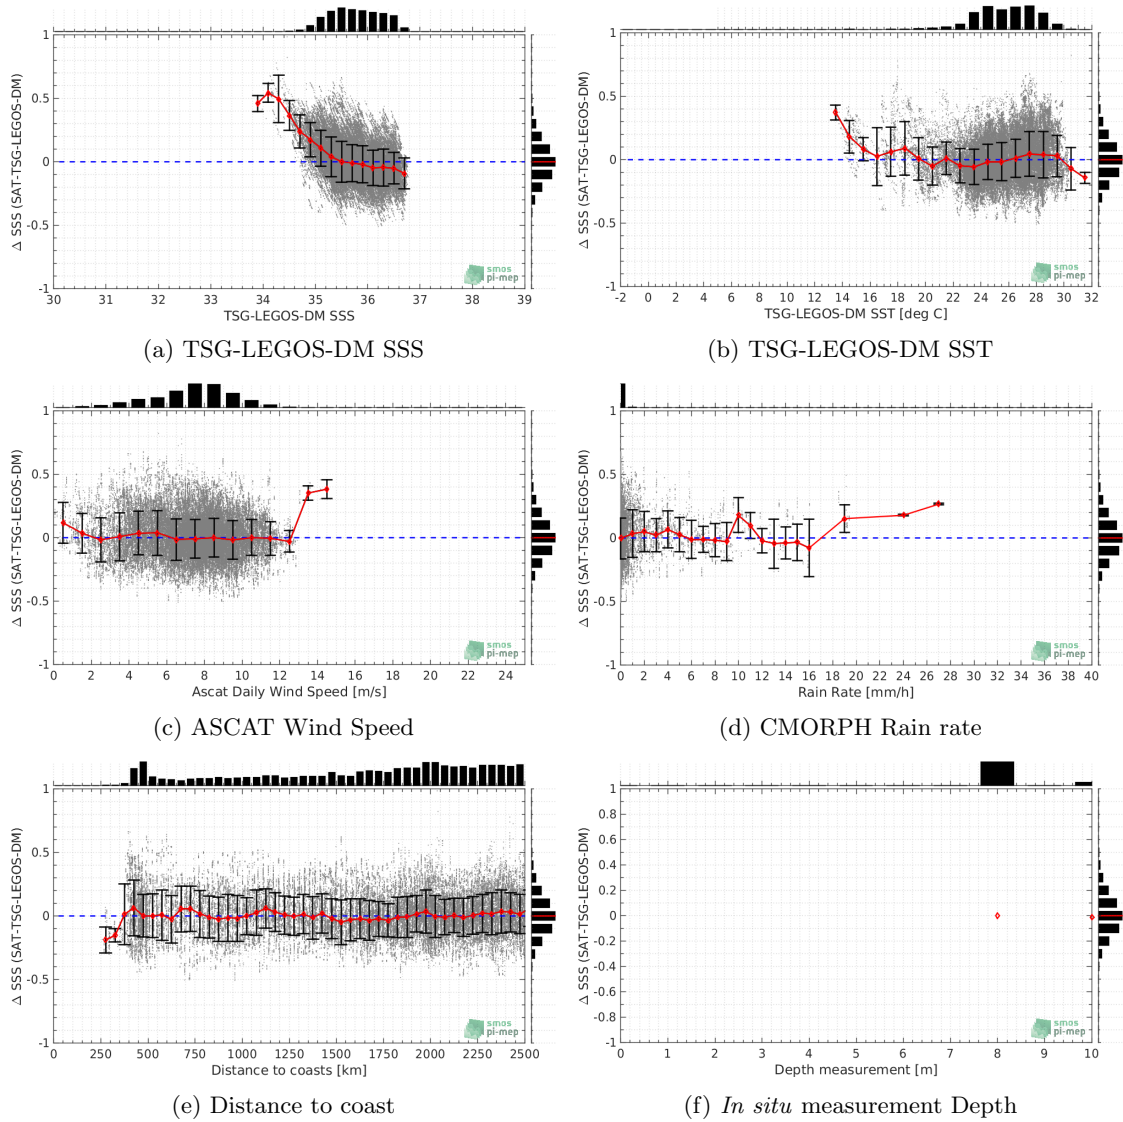 1
0.5
0
-0.5
-1
Δ SSS (SAT-TSG-LEGOS-DM)
30 31 32 33 34 35 36 37 38 39
TSG-LEGOS-DM SSS
smos
pi-mep
(a) TSG-LEGOS-DM SSS
1
0.5
0
-0.5
-1
Δ SSS (SAT-TSG-LEGOS-DM)
-2 0 2 4 6 8 10 12 14 16 18 20 22 24 26 28 30 32
TSG-LEGOS-DM SST [deg C]
smos
pi-mep
(b) TSG-LEGOS-DM SST
1
0.5
0
-0.5
-1
Δ SSS (SAT-TSG-LEGOS-DM)
0 2 4 6 8 10 12 14 16 18 20 22 24
Ascat Daily Wind Speed [m/s]
smos
pi-mep
(c) ASCAT Wind Speed
1
0.5
0
-0.5
-1
Δ SSS (SAT-TSG-LEGOS-DM)
0 2 4 6 8 10 12 14 16 18 20 22 24 26 28 30 32 34 36 38 40
Rain Rate [mm/h]
smos
pi-mep
(d) CMORPH Rain rate
1
0.5
0
-0.5
-1
Δ SSS (SAT-TSG-LEGOS-DM)
0 250 500 750 1000 1250 1500 1750 2000 2250 2500
Distance to coasts [km]
smos
pi-mep
(e) Distance to coast
1
0.8
0.6
0.4
0.2
0
-0.2
-0.4
-0.6
-0.8
-1
Δ SSS (SAT-TSG-LEGOS-DM)
0 1 2 3 4 5 6 7 8 9 10
Depth measurement [m]
smos
pi-mep
(f) In situ measurement Depth